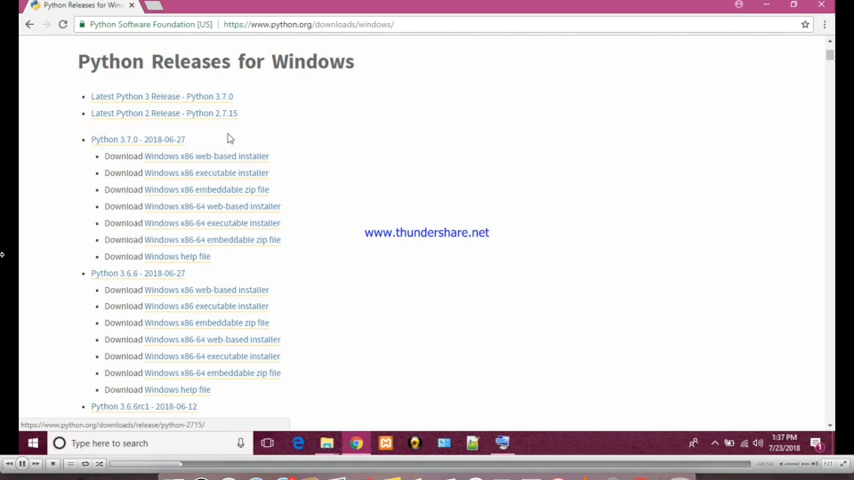 Python Releases for Wind
Python Software Foundation [US]
https://www.python.org/downloads/windows/
Python Releases for Windows
Latest Python 3 Release - Python 3.7.0
Latest Python 2 Release - Python 2.7.15
Python 3.7.0 - 2018-06-27
Download Windows x86 web-based installer
Download Windows x86 executable installer
Download Windows x86 embeddable zip file
Download Windows x86-64 web-based installer
Download Windows x86-64 executable installer
Download Windows x86-64 embeddable zip file
Download Windows help file
www.thundershare.net
Python 3.6.6 - 2018-06-27
Download Windows x86 web-based installer
Download Windows x86 executable installer
Download Windows x86 embeddable zip file
Download Windows x86-64 web-based installer
Download Windows x86-64 executable installer
Download Windows x86-64 embeddable zip file
Download Windows help file
Python 3.6.6rc1 - 2018-06-12
https://www.python.org/downloads/release/python-2715/
Type here to search
1:37 PM
7/23/2018